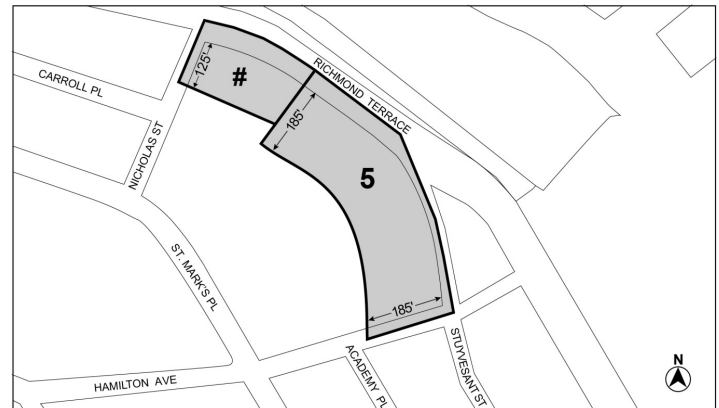 CARROLL PL
NICHOLAS ST
125'
#
RICHMOND TERRACE
185'
5
ST. MARK'S PL
185'
HAMILTON AVE
ACADEMY PL
STUYVESANT ST
N